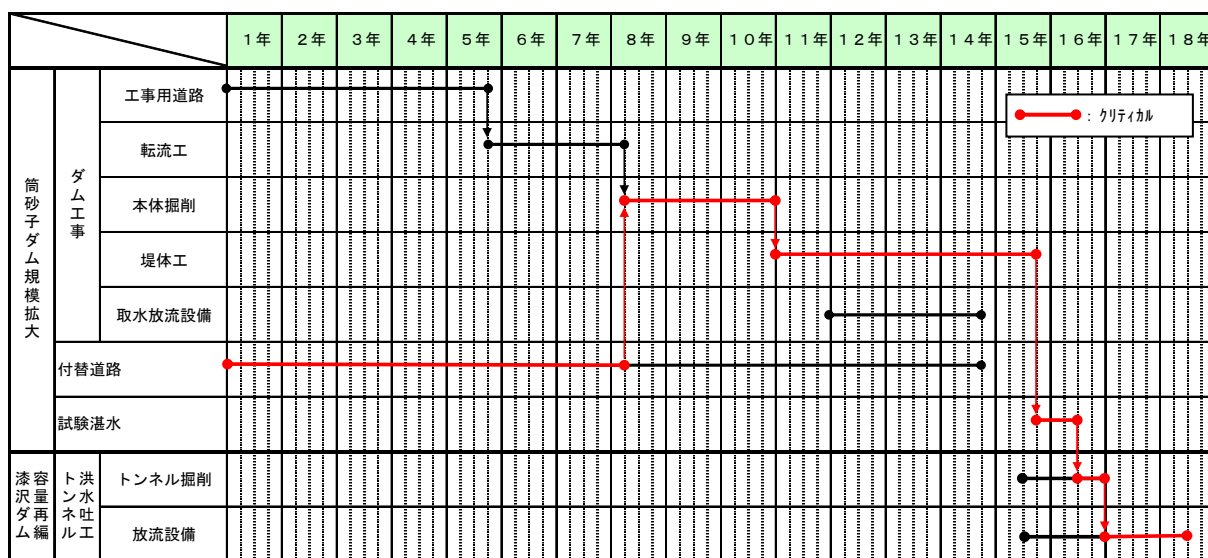 １年 ２年 ３年 ４年 ５年 ６年 ７年 ８年 ９年 １０年 １１年 １２年 １３年 １４年 １５年 １６年 １７年 １８年
：ｸﾘﾃｨｶﾙ
筒砂子ダム規模拡大
ダム工事
工事用道路
転流工
本体掘削
堤体工
取水放流設備
付替道路
試験湛水
漆沢ダム
容量再編
洪水吐工
トンネル
トンネル掘削
放流設備